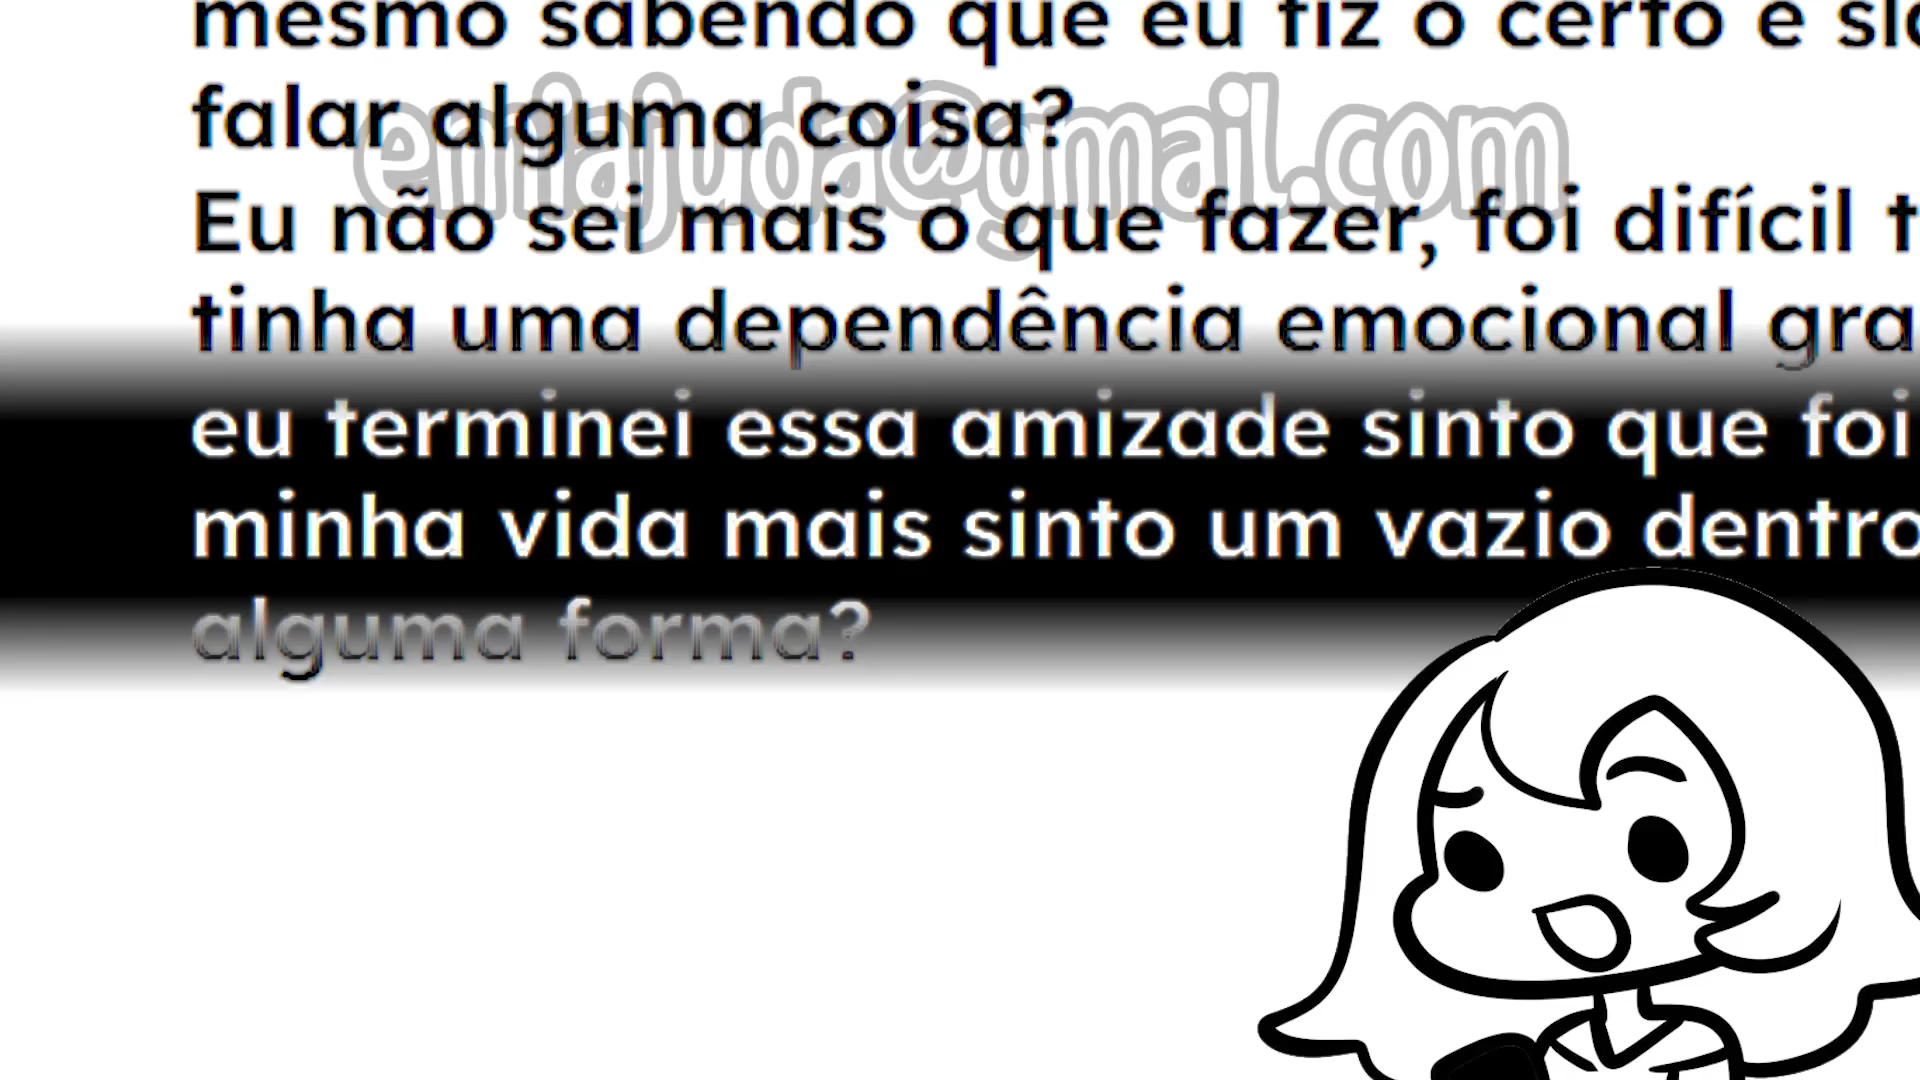 mesmo sabendo que eu fiz o certo e
falar alguma coisa?
Eu não sei mais o que fazer, foi difícil
tinha uma dependência emocional
eu terminei essa amizade sinto que foi
minha vida mais sinto um vazio dentro
alguma forma?